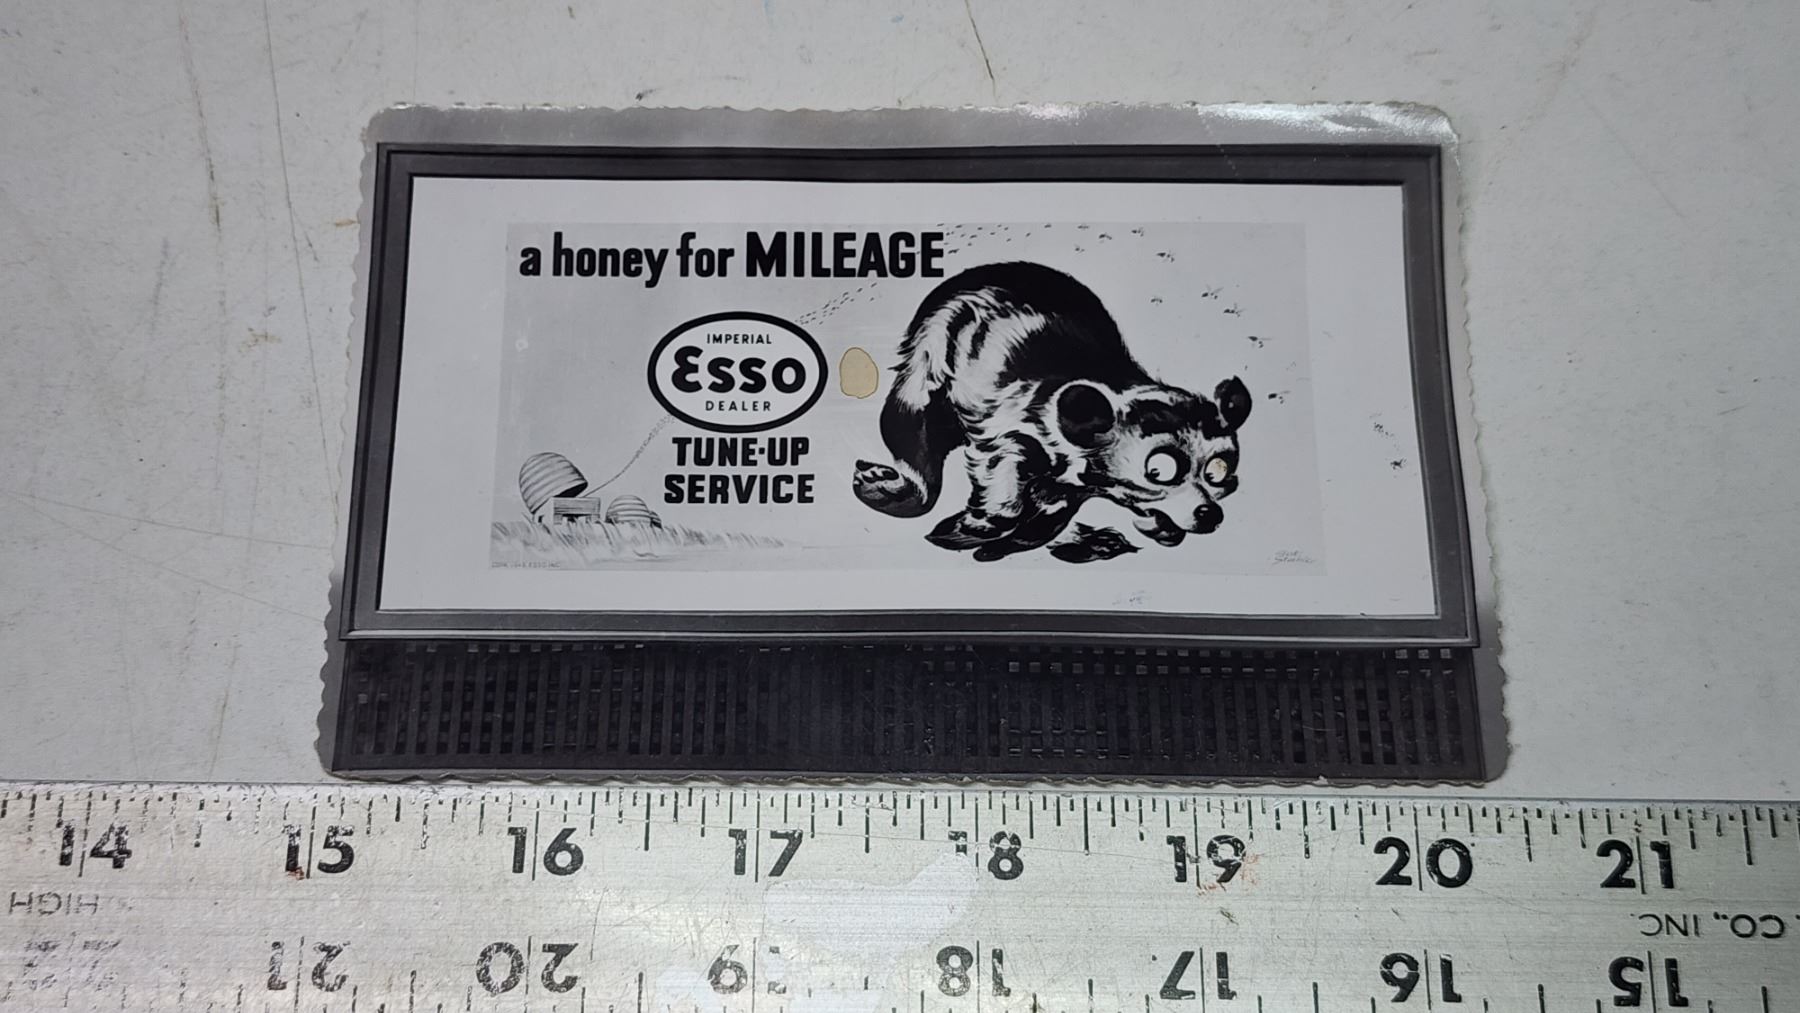 a honey for MILEAGE
IMPERIAL
Esso
DEALER
TUNE-UP
SERVICE
14 15 16 17 18 19 20 21
HIGH
CO., INC.
21 20 19 18 17 16 15